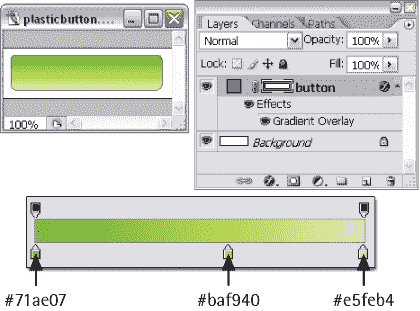 plasticbutton....
100%
Layers Channels Paths
Normal Opacity: 100%
Lock: Fill: 100%
button
Effects
Gradient Overlay
Background
#71ae07 #baf940 #e5feb4